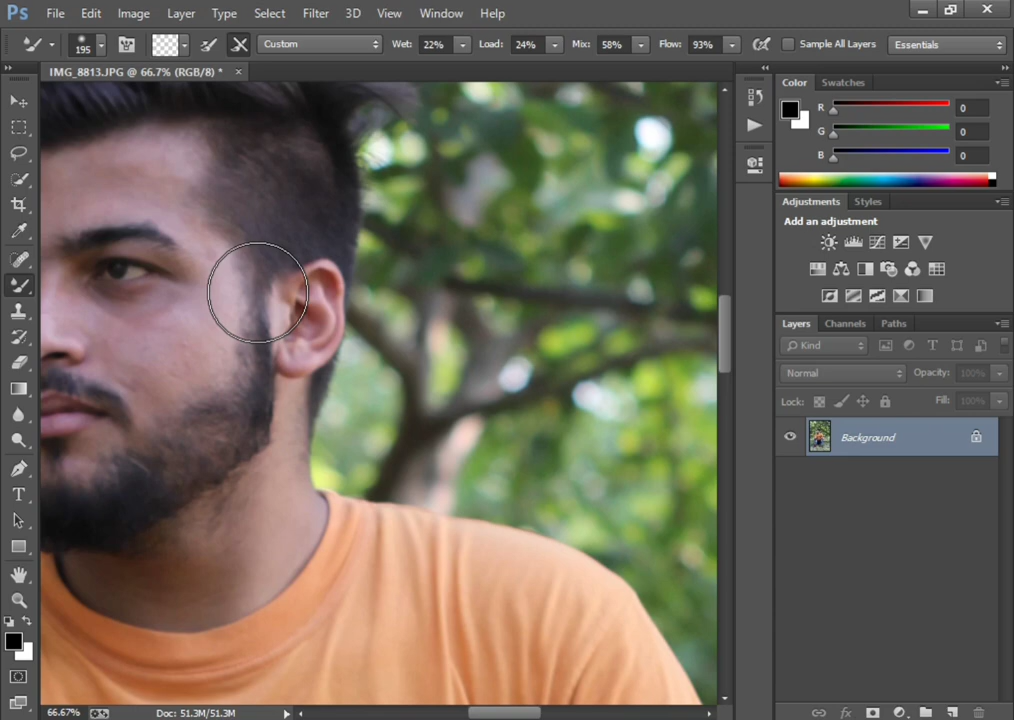 Ps File Edit Image Layer Type Select Filter 3D View Window Help
195 Custom Wet: 22% Load: 24% Mix: 58% Flow: 93% Sample All Layers Essentials
IMG_8813.JPG @ 66.7% (RGB/8) * ×
Color Swatches
R 0
G 0
B 0
Adjustments Styles
Add an adjustment
Layers Channels Paths
Kind
Normal Opacity: 100%
Lock: Fill: 100%
Background
66.67% Doc: 51.3M/51.3M